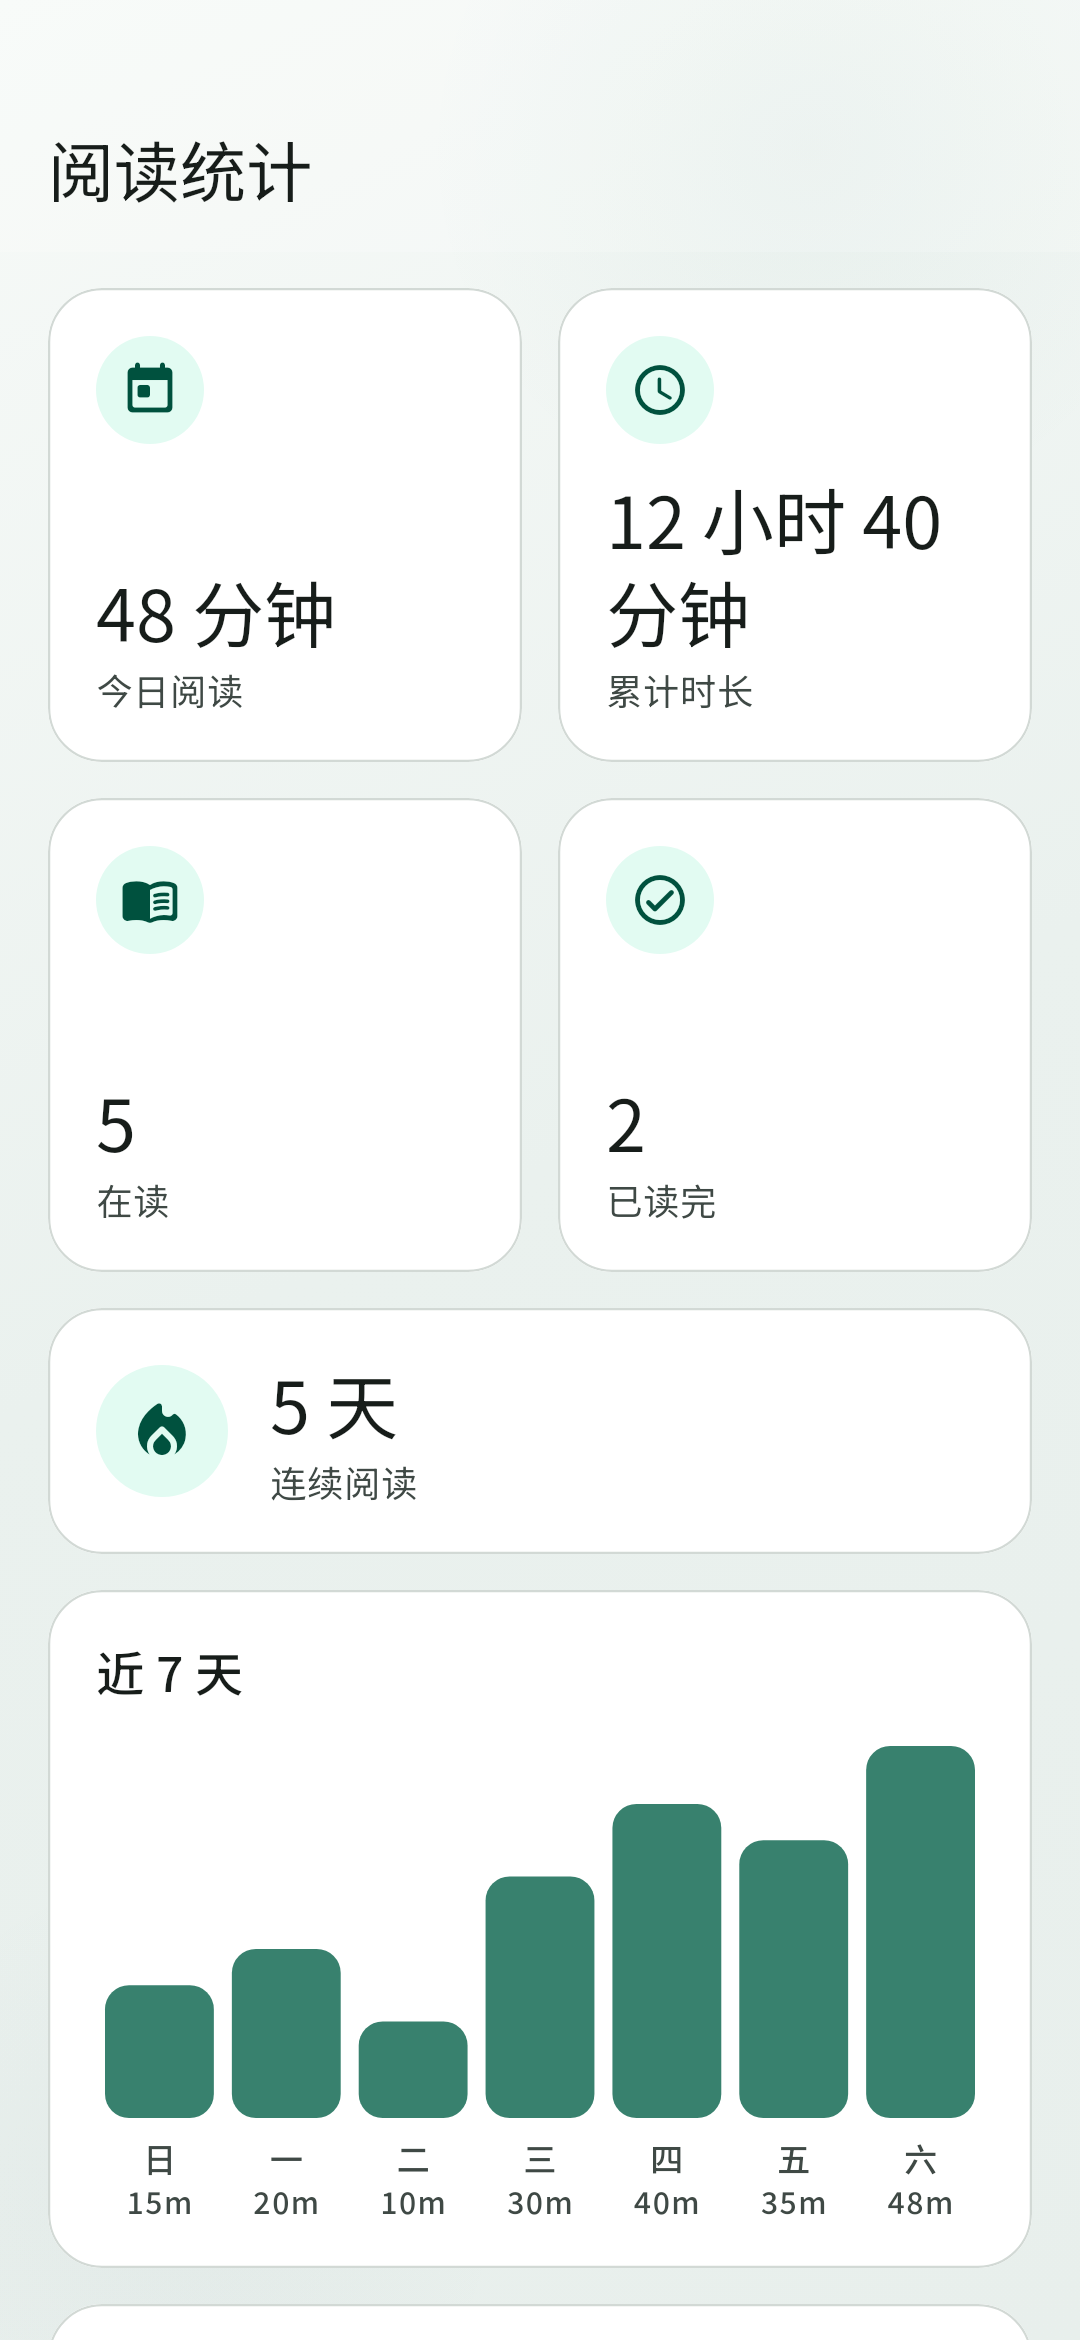 阅读统计
48 分钟
今日阅读
12 小时 40
分钟
累计时长
5
在读
2
已读完
5 天
连续阅读
近 7 天
日 一 二 三 四 五 六
15m 20m 10m 30m 40m 35m 48m